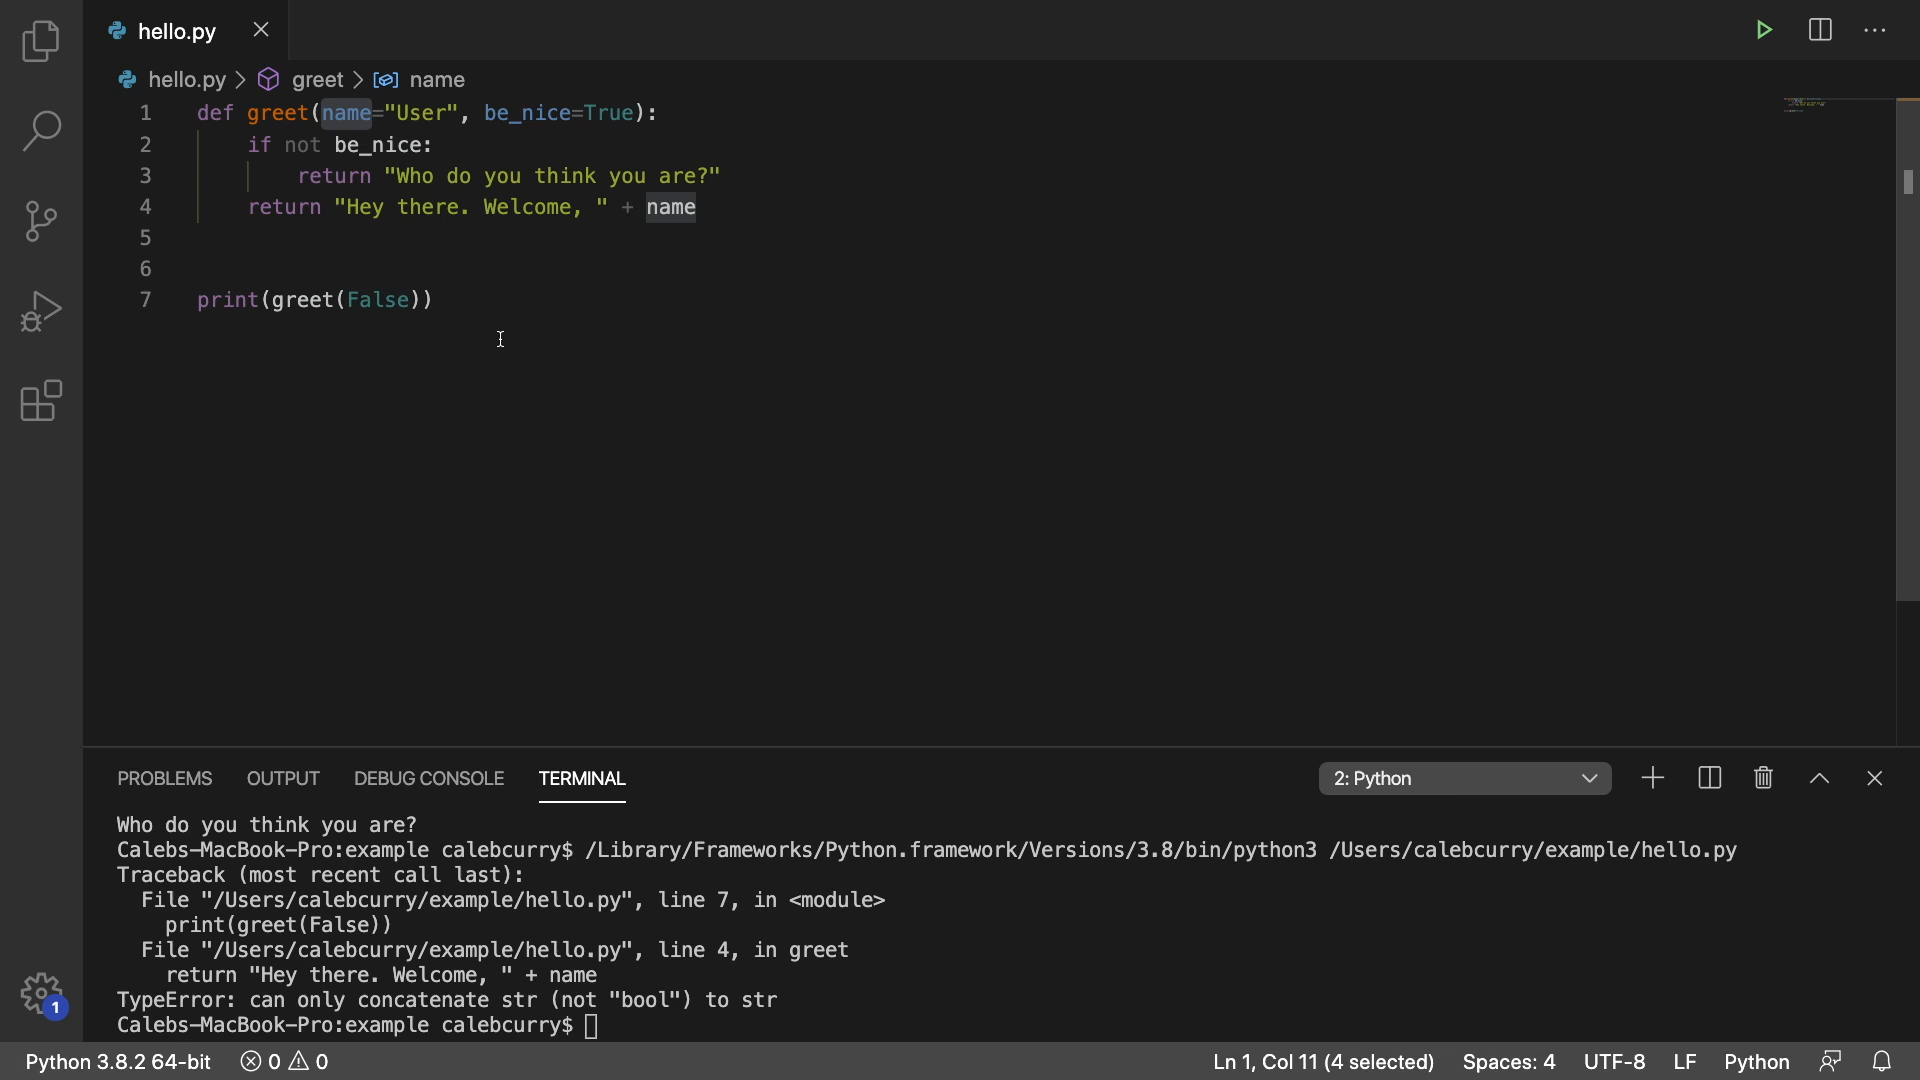 hello.py
hello.py > greet > name
1 def greet(name="User", be_nice=True):
2 if not be_nice:
3 return "Who do you think you are?"
4 return "Hey there. Welcome, " + name
5
6
7 print(greet(False))
PROBLEMS OUTPUT DEBUG CONSOLE TERMINAL 2: Python
Who do you think you are?
Calebs-MacBook-Pro:example calebcurry$ /Library/Frameworks/Python.framework/Versions/3.8/bin/python3 /Users/calebcurry/example/hello.py
Traceback (most recent call last):
File "/Users/calebcurry/example/hello.py", line 7, in <module>
print(greet(False))
File "/Users/calebcurry/example/hello.py", line 4, in greet
return "Hey there. Welcome, " + name
TypeError: can only concatenate str (not "bool") to str
Calebs-MacBook-Pro:example calebcurry$
1
Python 3.8.2 64-bit 0 0 Ln 1, Col 11 (4 selected) Spaces: 4 UTF-8 LF Python